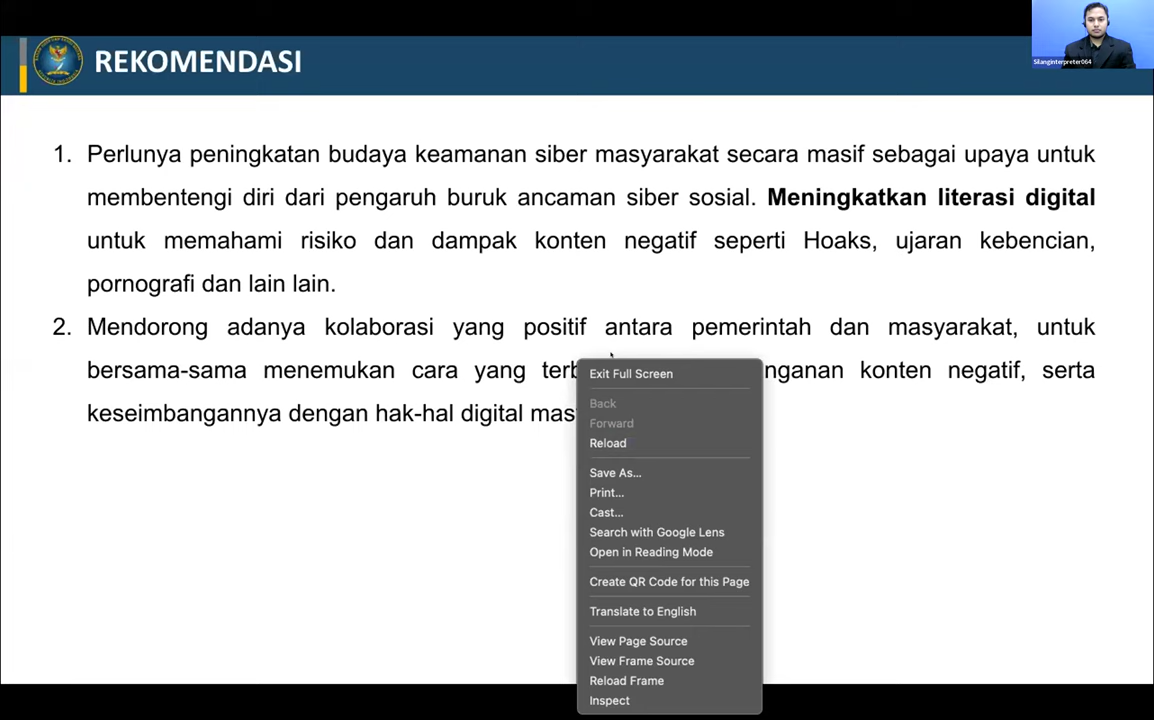 REKOMENDASI
Silanginterpreter064
1. Perlunya peningkatan budaya keamanan siber masyarakat secara masif sebagai upaya untuk
membentengi diri dari pengaruh buruk ancaman siber sosial. Meningkatkan literasi digital
untuk memahami risiko dan dampak konten negatif seperti Hoaks, ujaran kebencian,
pornografi dan lain lain.
2. Mendorong adanya kolaborasi yang positif antara pemerintah dan masyarakat, untuk
bersama-sama menemukan cara yang terb nganan konten negatif, serta
keseimbangannya dengan hak-hal digital mas
Exit Full Screen
Back
Forward
Reload
Save As...
Print...
Cast...
Search with Google Lens
Open in Reading Mode
Create QR Code for this Page
Translate to English
View Page Source
View Frame Source
Reload Frame
Inspect